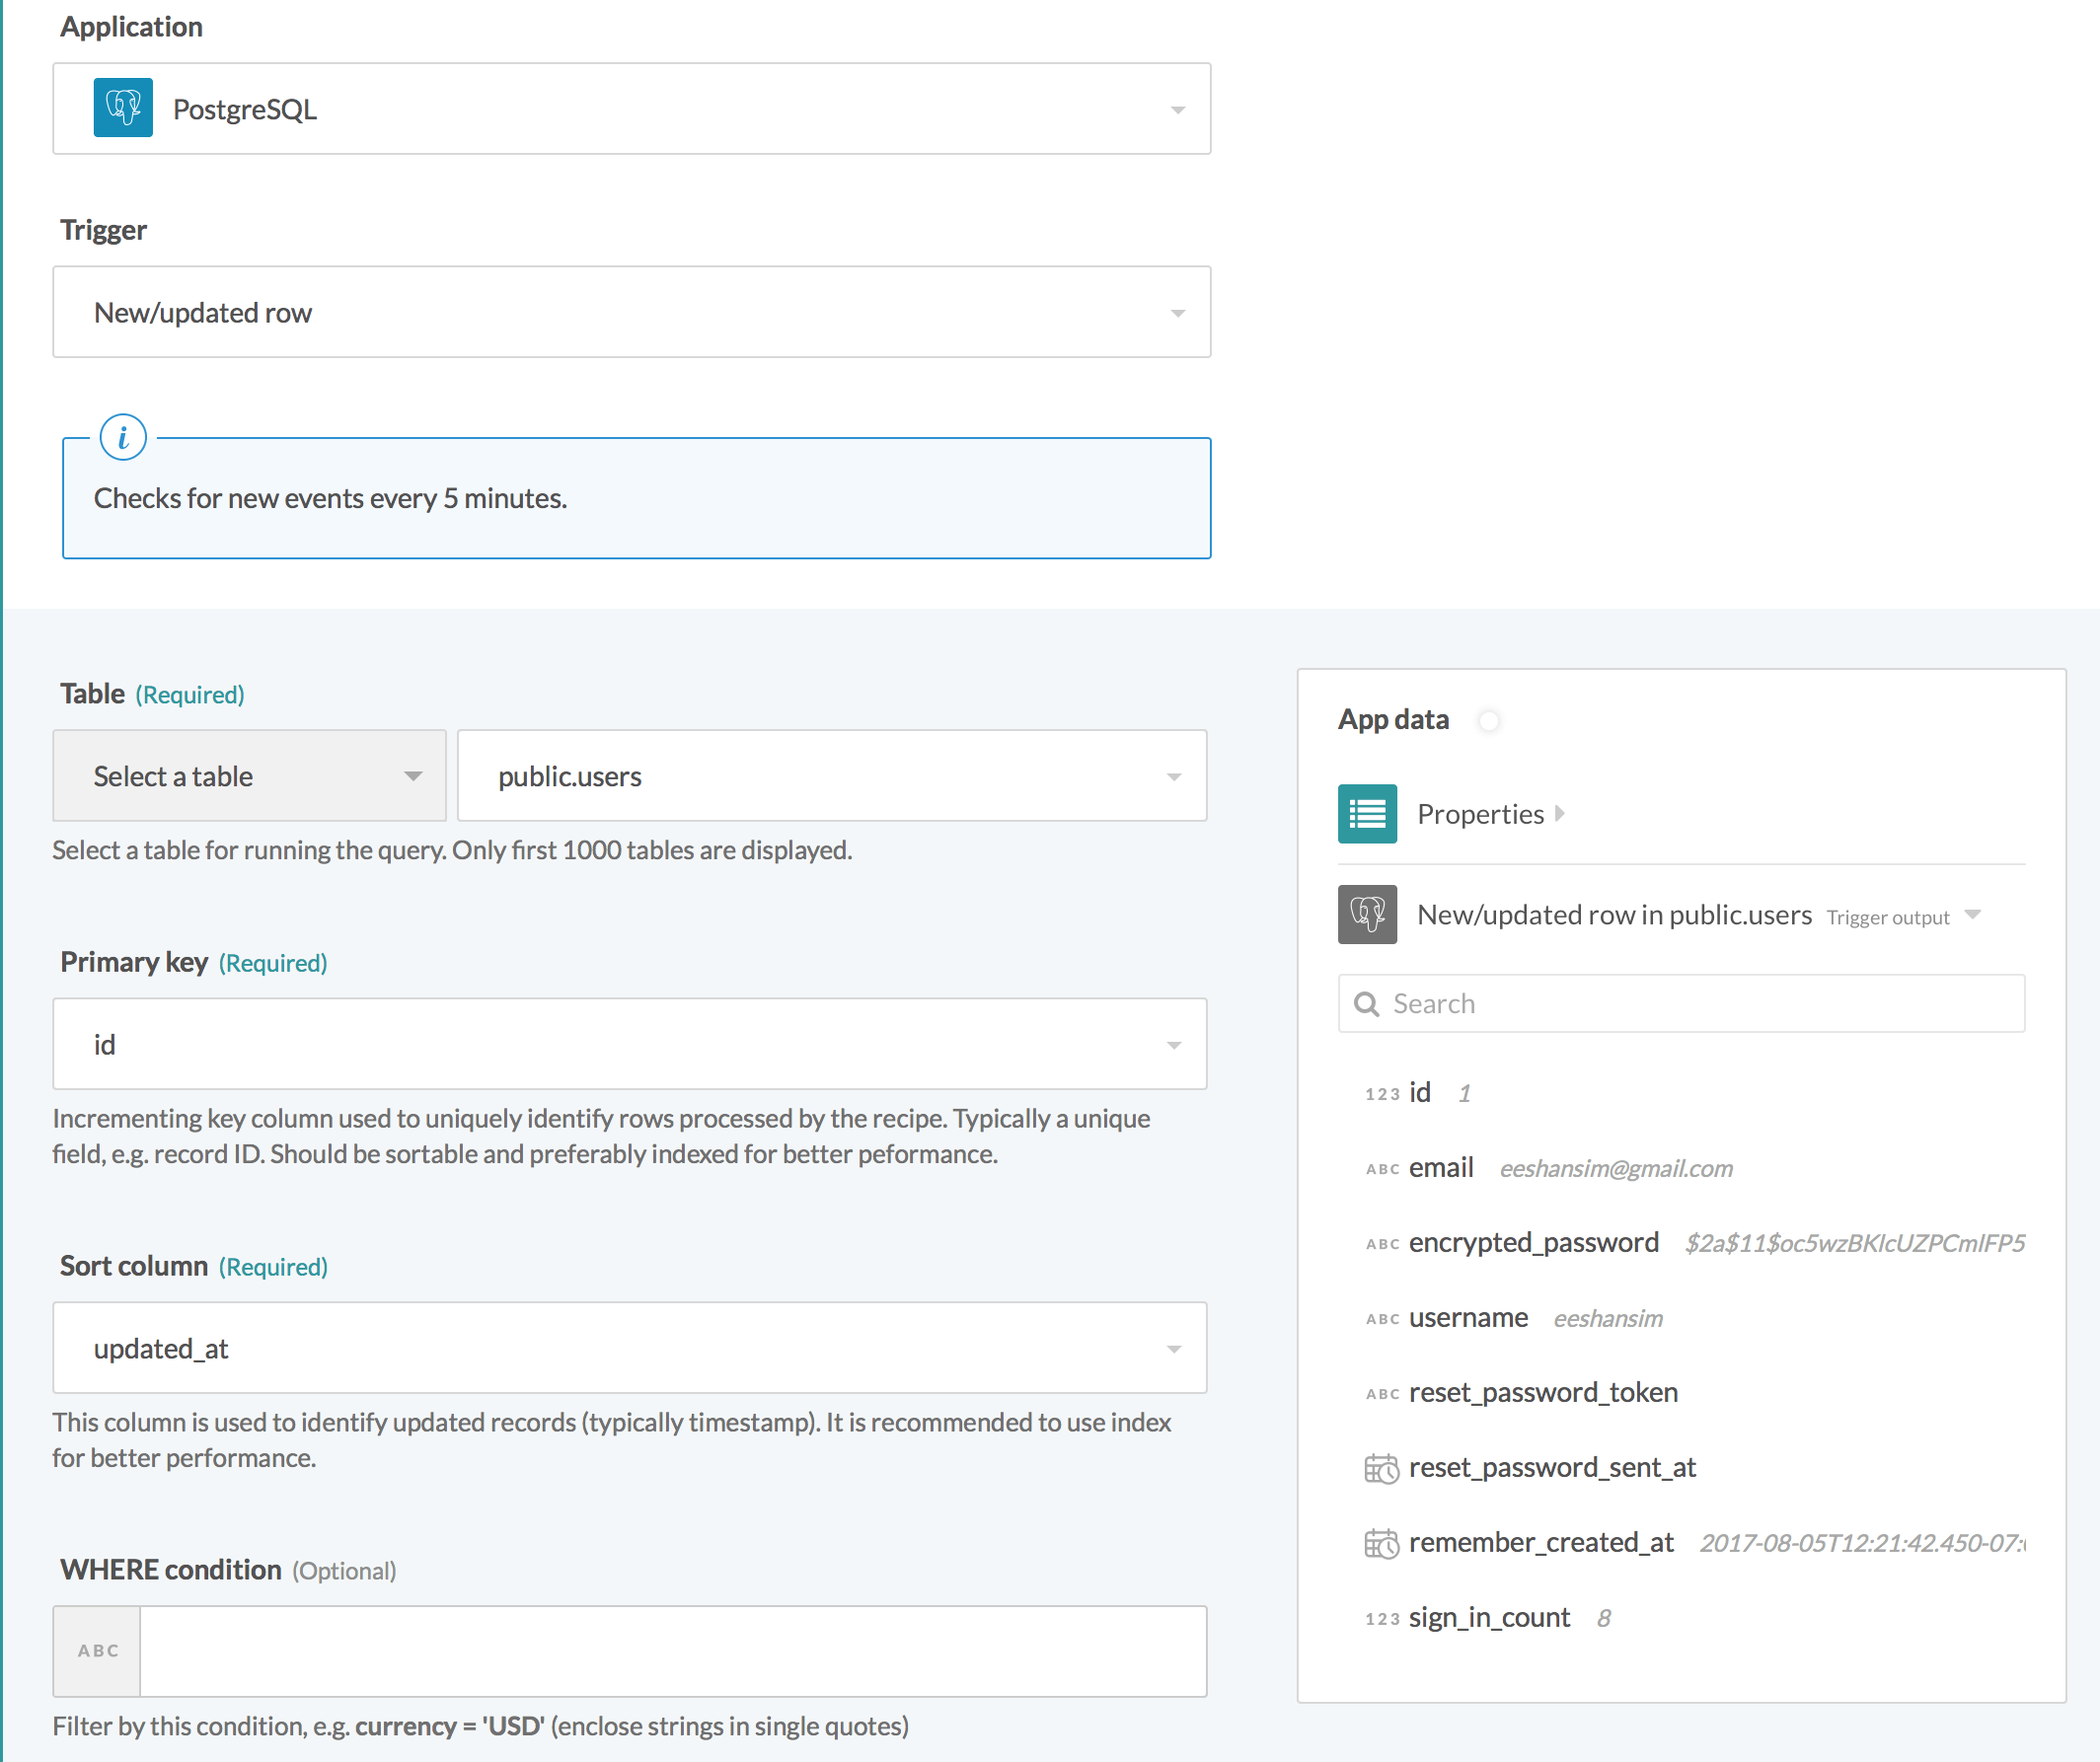 Application
PostgreSQL
Trigger
New/updated row
i
Checks for new events every 5 minutes.
Table (Required)
Select a table
public.users
Select a table for running the query. Only first 1000 tables are displayed.
Primary key (Required)
id
Incrementing key column used to uniquely identify rows processed by the recipe. Typically a unique
field, e.g. record ID. Should be sortable and preferably indexed for better peformance.
Sort column (Required)
updated_at
This column is used to identify updated records (typically timestamp). It is recommended to use index
for better performance.
WHERE condition (Optional)
ABC
Filter by this condition, e.g. currency = 'USD' (enclose strings in single quotes)
App data
Properties
New/updated row in public.users Trigger output
Search
123 id 1
ABC email eeshansim@gmail.com
ABC encrypted_password $2a$11$oc5wzBKlcUZPCmlFP5
ABC username eeshansim
ABC reset_password_token
reset_password_sent_at
remember_created_at 2017-08-05T12:21:42.450-07:
123 sign_in_count 8